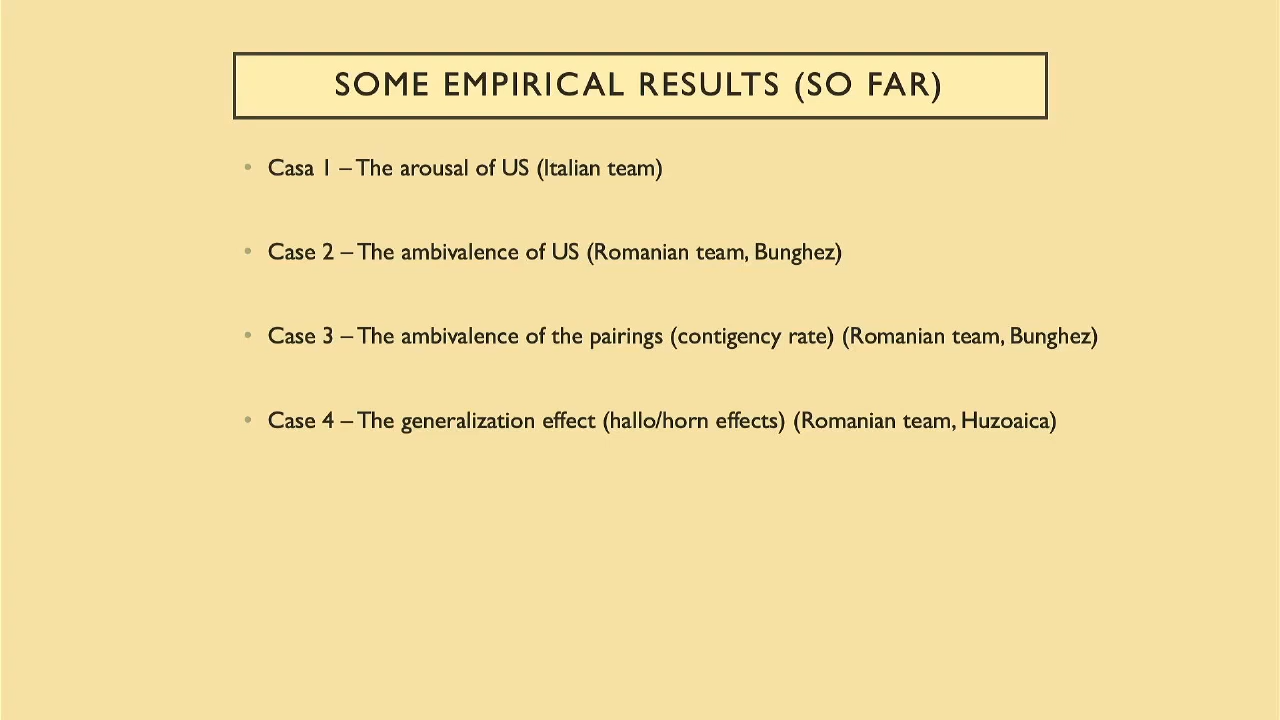 SOME EMPIRICAL RESULTS (SO FAR)
• Casa 1 – The arousal of US (Italian team)
• Case 2 – The ambivalence of US (Romanian team, Bunghez)
• Case 3 – The ambivalence of the pairings (contigency rate) (Romanian team, Bunghez)
• Case 4 – The generalization effect (hallo/horn effects) (Romanian team, Huzoaica)